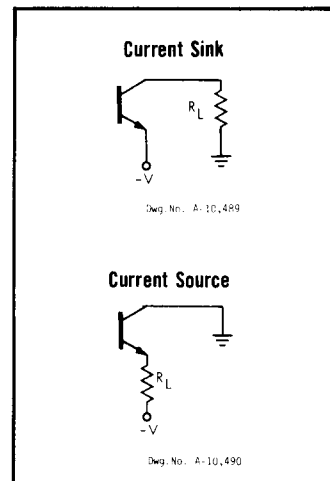 Current Sink
R_L
-V
Dwg. No. A-10,489
Current Source
R_L
-V
Dwg. No. A-10,490